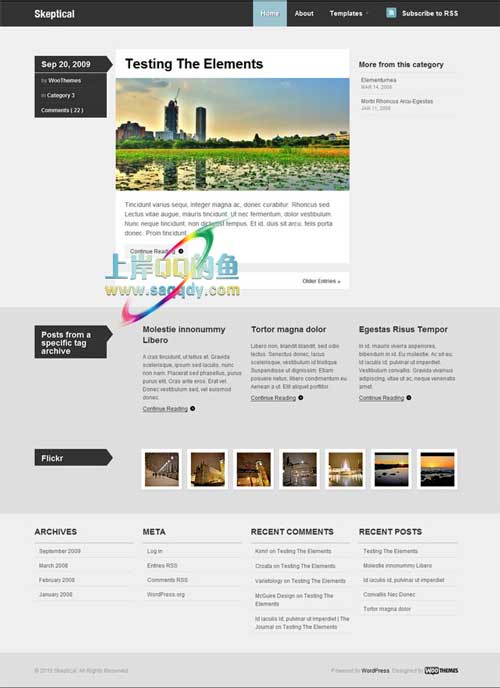 Skeptical
Home
About
Templates
Subscribe to RSS
Sep 20, 2009
by WooThemes
in Category 3
Comments ( 22 )
Testing The Elements
Tincidunt varius sequi, integer magna ac, donec curabitur. Rhoncus sed.
Lectus vitae augue, mauris tincidunt. Ut nec fermentum, dolor vestibulum.
Nunc neque tincidunt, non dictumst tempus. Et id, duis sit arcu, felis porta
donec. Proin tincidunt
Continue Reading
Older Entries »
More from this category
Elementumea
MAR 14, 2008
Morbi Rhoncus Arcu-Egestas
JAN 11, 2008
上岸QQ钓鱼
www.saqqdy.com
Posts from a
specific tag
archive
Molestie innonummy
Libero
A cras tincidunt, ut tellus et. Gravida
scelerisque, ipsum sed iaculis, nunc
non nam. Placerat sed phasellus, purus
purus elit. Cras ante eros. Erat vel.
Donec vestibulum sed, vel euismod
donec.
Continue Reading
Tortor magna dolor
Libero non, blandit blandit, sed odio
lectus. Senectus donec, lacus
scelerisque, vestibulum id tristique.
Suspendisse ut dignissim. Etiam
posuere netus, libero condimentum eu.
Aenean a ut. Elit aliquet porttitor.
Continue Reading
Egestas Risus Tempor
In id, mauris viverra asperiores,
bibendum in id. Eu molestie. Ac sit eu.
Id iaculis id, pulvinar ut imperdiet.
Vestibulum convallis. Gravida vivamus
adipiscing, vitae ut ac, neque venenatis
amet.
Continue Reading
Flickr
ARCHIVES
September 2009
March 2008
February 2008
January 2008
META
Log in
Entries RSS
Comments RSS
WordPress.org
RECENT COMMENTS
Kimil on Testing The Elements
Croata on Testing The Elements
Varietology on Testing The Elements
McGuire Design on Testing The
Elements
Id iaculis id, pulvinar ut imperdiet | The
Journal on Testing The Elements
RECENT POSTS
Testing The Elements
Molestie innonummy Libero
Id iaculis id, pulvinar ut imperdiet
Convallis Nec Donec
Tortor magna dolor
© 2010 Skeptical. All Rights Reserved.
Powered by WordPress. Designed by WOOTHEMES